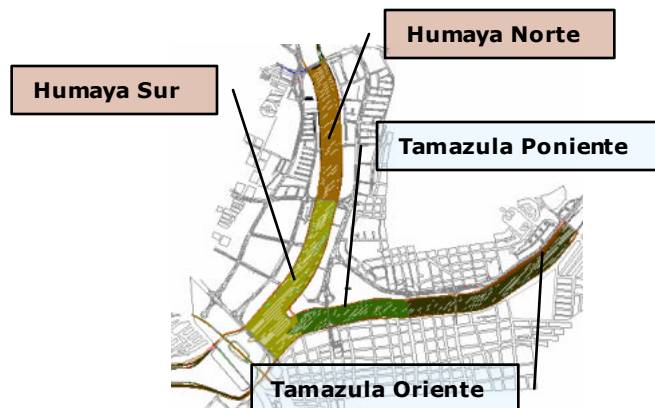 Humaya Norte
Humaya Sur
Tamazula Poniente
Tamazula Oriente